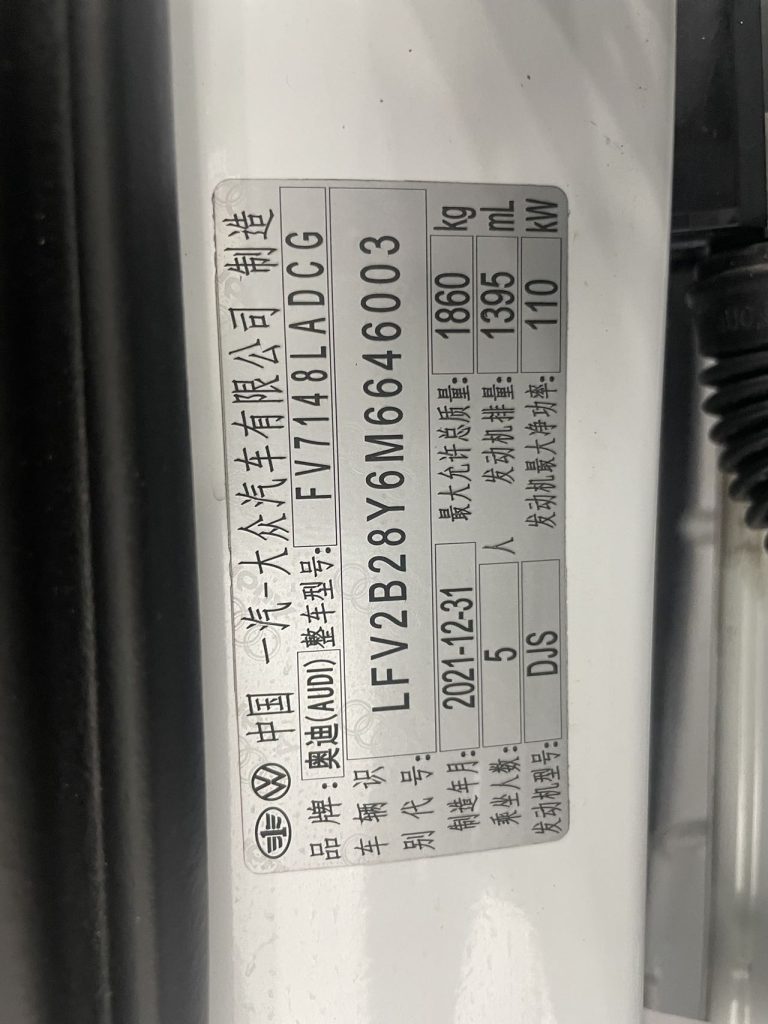 中国 一汽-大众汽车有限公司 制造
品牌: 奥迪(AUDI) 整车型号: FV7148LADCG
车辆识别代号: LFV2B28Y6M6646003
制造年月: 2021-12-31 最大允许总质量: 1860 kg
乘坐人数: 5 人 发动机排量: 1395 mL
发动机型号: DJS 发动机最大净功率: 110 kW